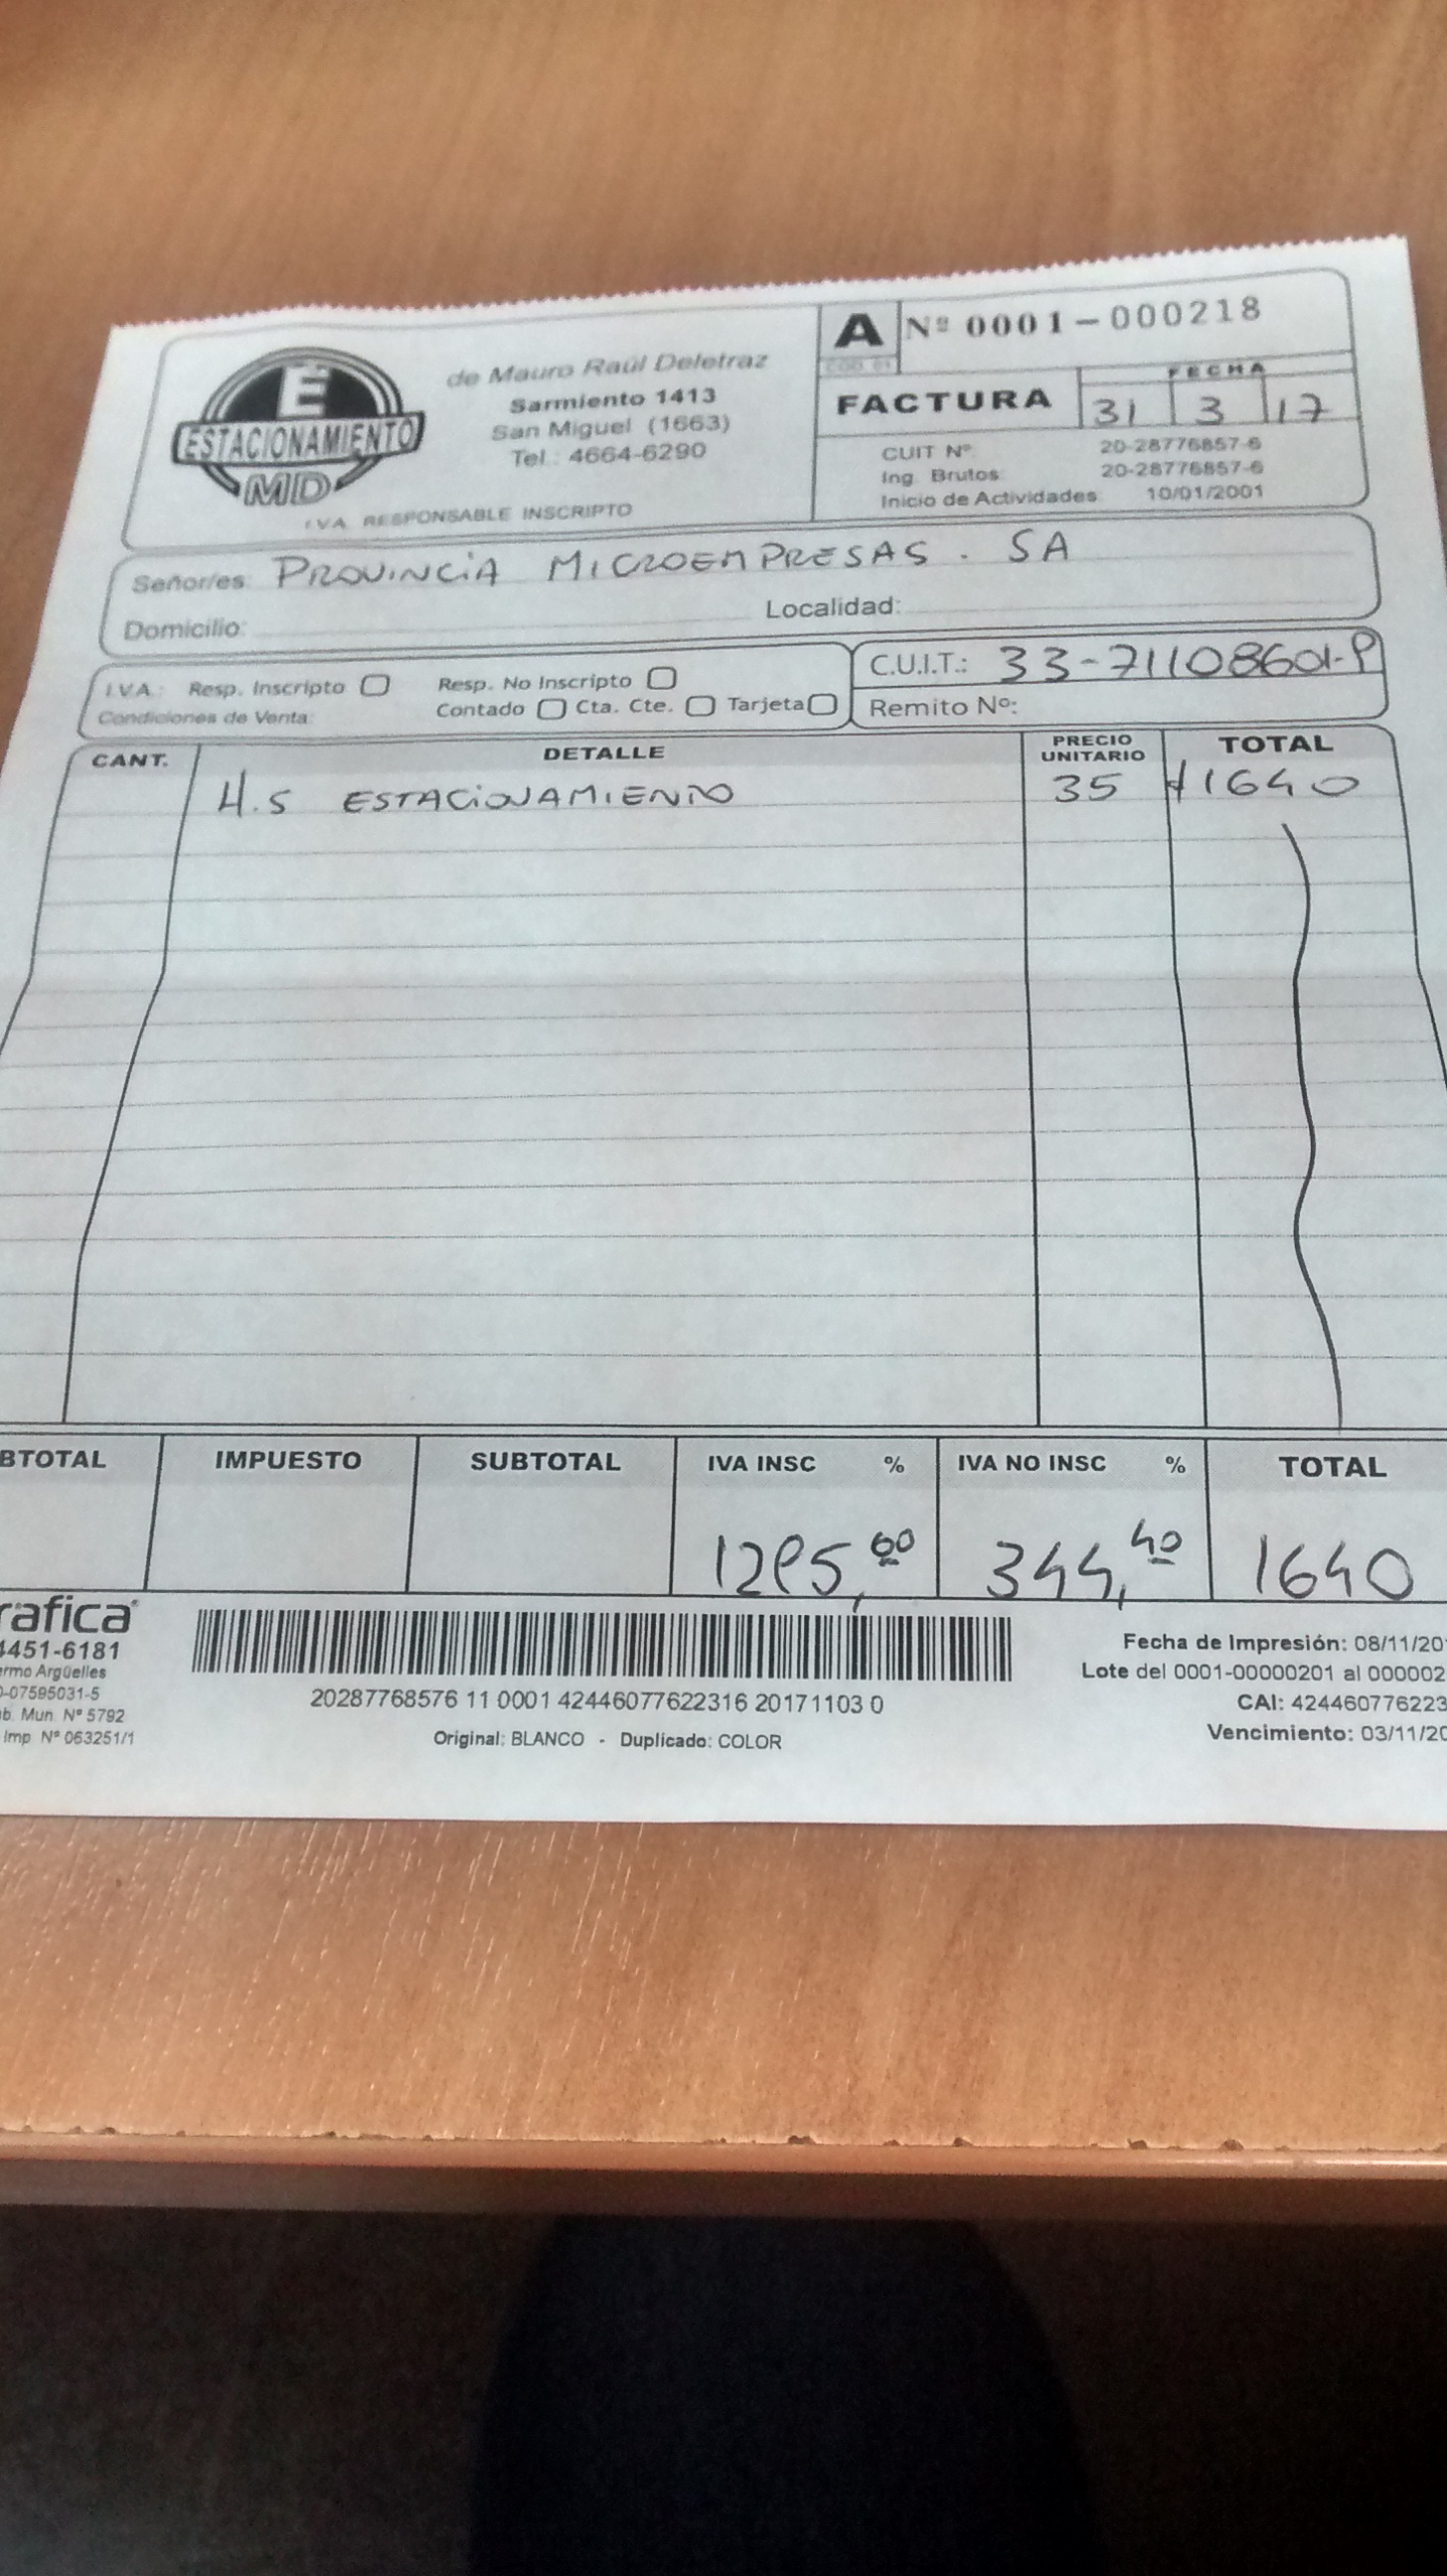 E
ESTACIONAMIENTO
MD
de Mauro Raúl Deletraz
Sarmiento 1413
San Miguel (1663)
Tel.: 4664-6290
I.V.A. RESPONSABLE INSCRIPTO
A
COD. 01
Nº 0001-000218
FECHA
FACTURA 31 3 17
CUIT Nº: 20-28776857-6
Ing. Brutos: 20-28776857-6
Inicio de Actividades: 10/01/2001
Señor/es: PROVINCIA MICROEMPRESAS. SA
Domicilio: Localidad:
I.V.A.: Resp. Inscripto Resp. No Inscripto
Condiciones de Venta: Contado Cta. Cte. Tarjeta
C.U.I.T.: 33-71108601-9
Remito Nº:
CANT. DETALLE PRECIO UNITARIO TOTAL
H.S ESTACIONAMIENTO 35 1640
BTOTAL IMPUESTO SUBTOTAL IVA INSC % IVA NO INSC % TOTAL
1295,60 344,40 1640
rafica
4451-6181
ermo Argüelles
0-07595031-5
b. Mun. Nº 5792
Imp Nº 063251/1
20287768576 11 0001 42446077622316 20171103 0
Original: BLANCO - Duplicado: COLOR
Fecha de Impresión: 08/11/20
Lote del 0001-00000201 al 000002
CAI: 424460776223
Vencimiento: 03/11/20